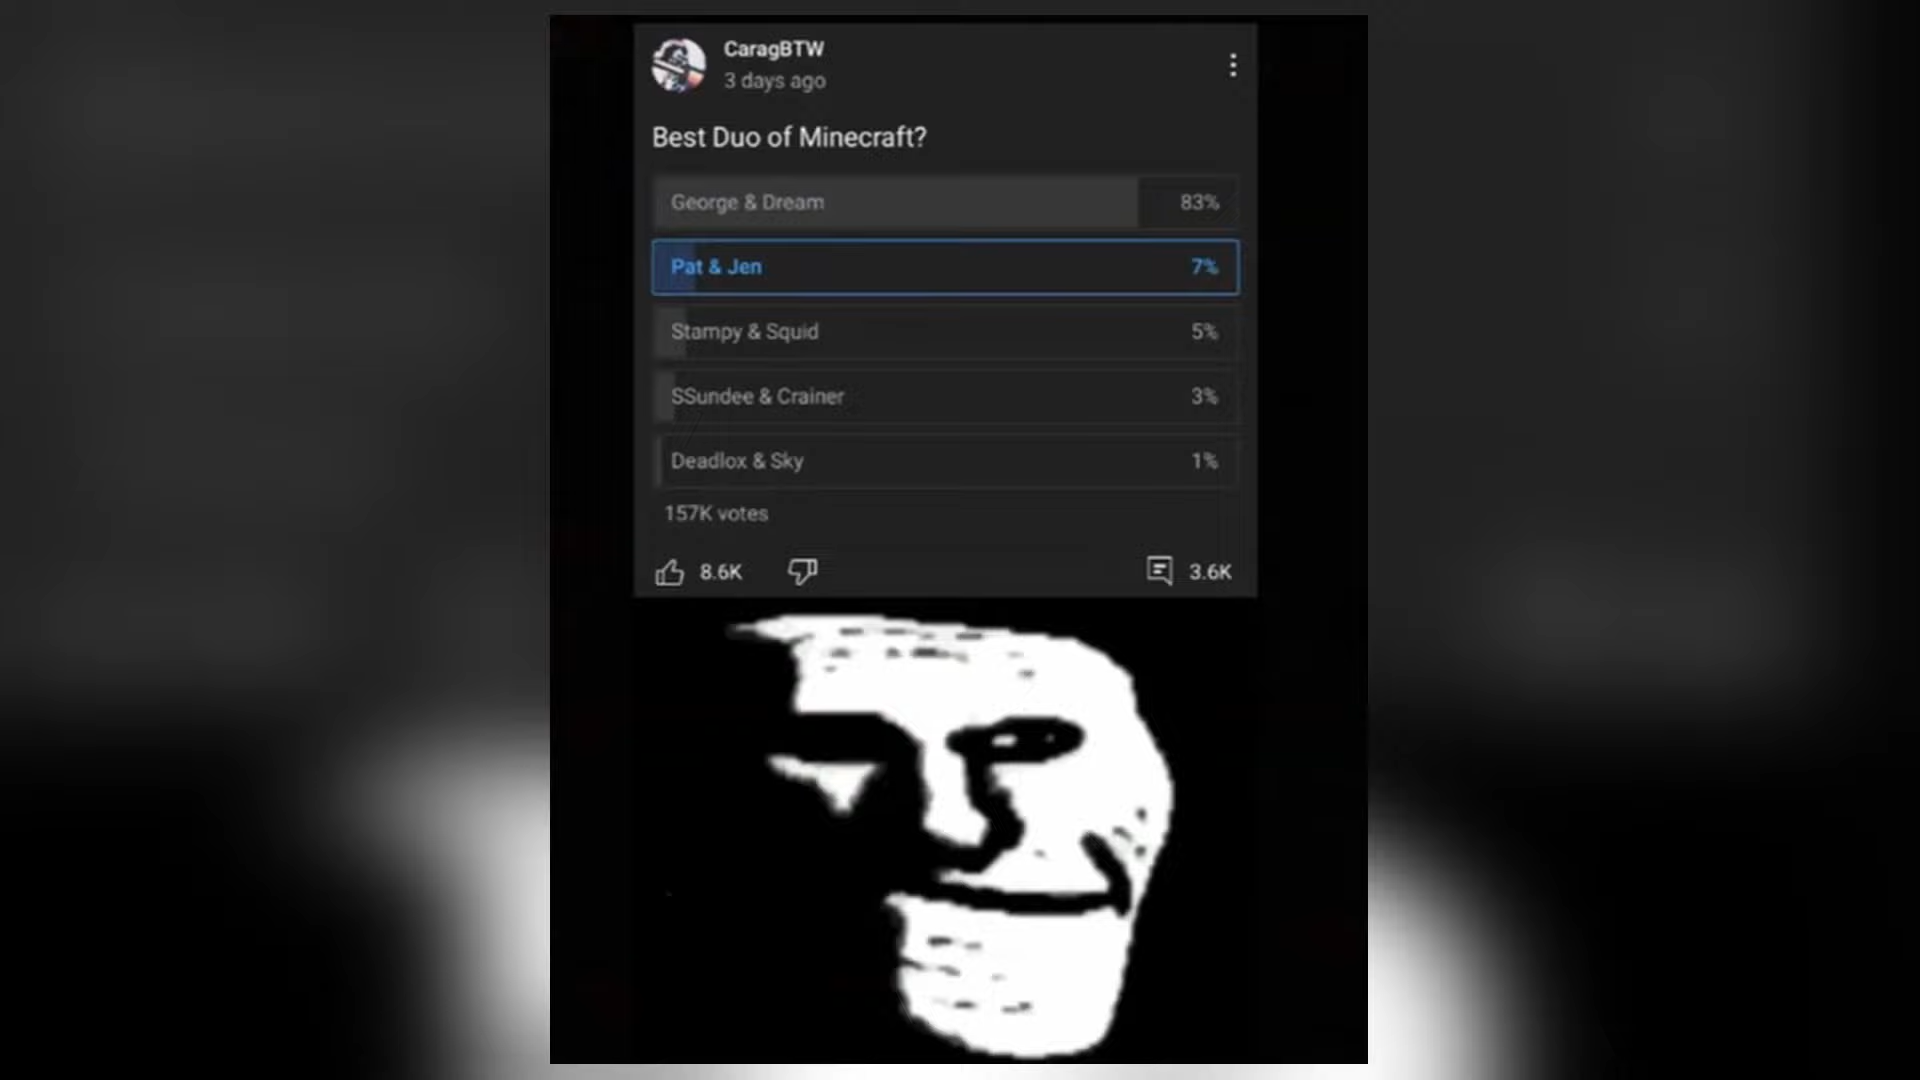 CaragBTW
3 days ago
Best Duo of Minecraft?
George & Dream 83%
Pat & Jen 7%
Stampy & Squid 5%
SSundee & Crainer 3%
Deadlox & Sky 1%
157K votes
8.6K 3.6K